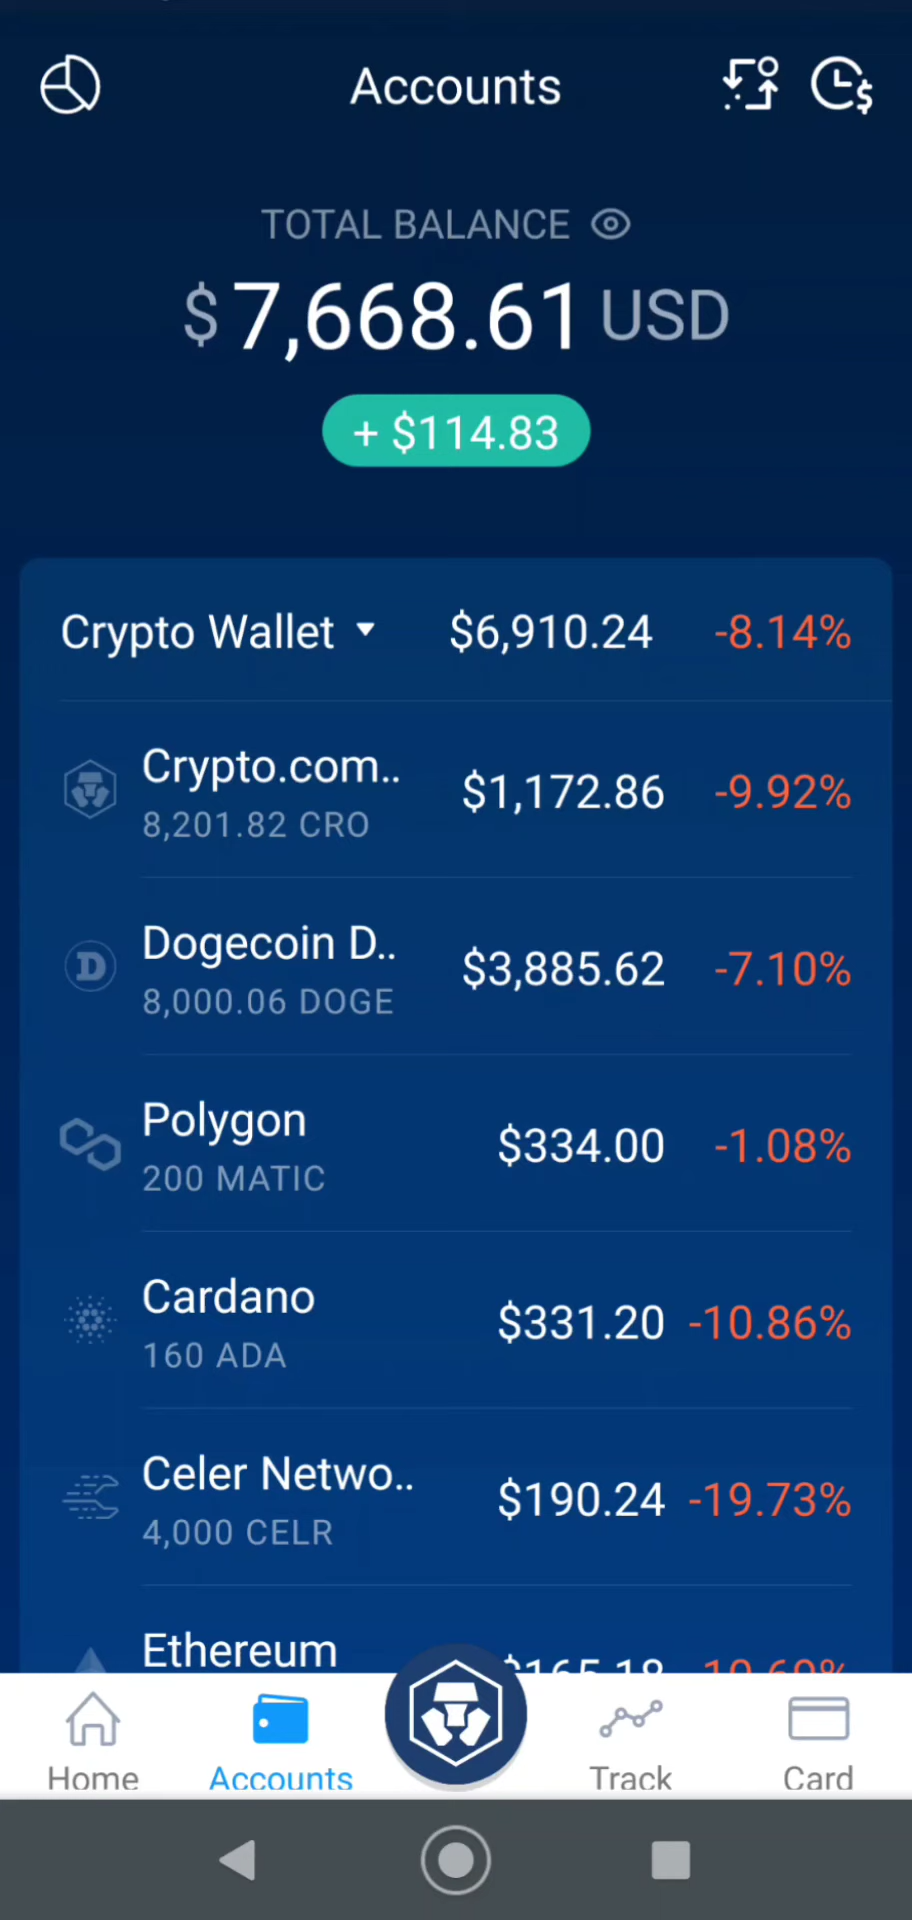 Accounts
TOTAL BALANCE
$7,668.61 USD
+ $114.83
Crypto Wallet $6,910.24 -8.14%
Crypto.com.. $1,172.86 -9.92%
8,201.82 CRO
Dogecoin D.. $3,885.62 -7.10%
8,000.06 DOGE
Polygon $334.00 -1.08%
200 MATIC
Cardano $331.20 -10.86%
160 ADA
Celer Netwo.. $190.24 -19.73%
4,000 CELR
Ethereum
Home Accounts Track Card